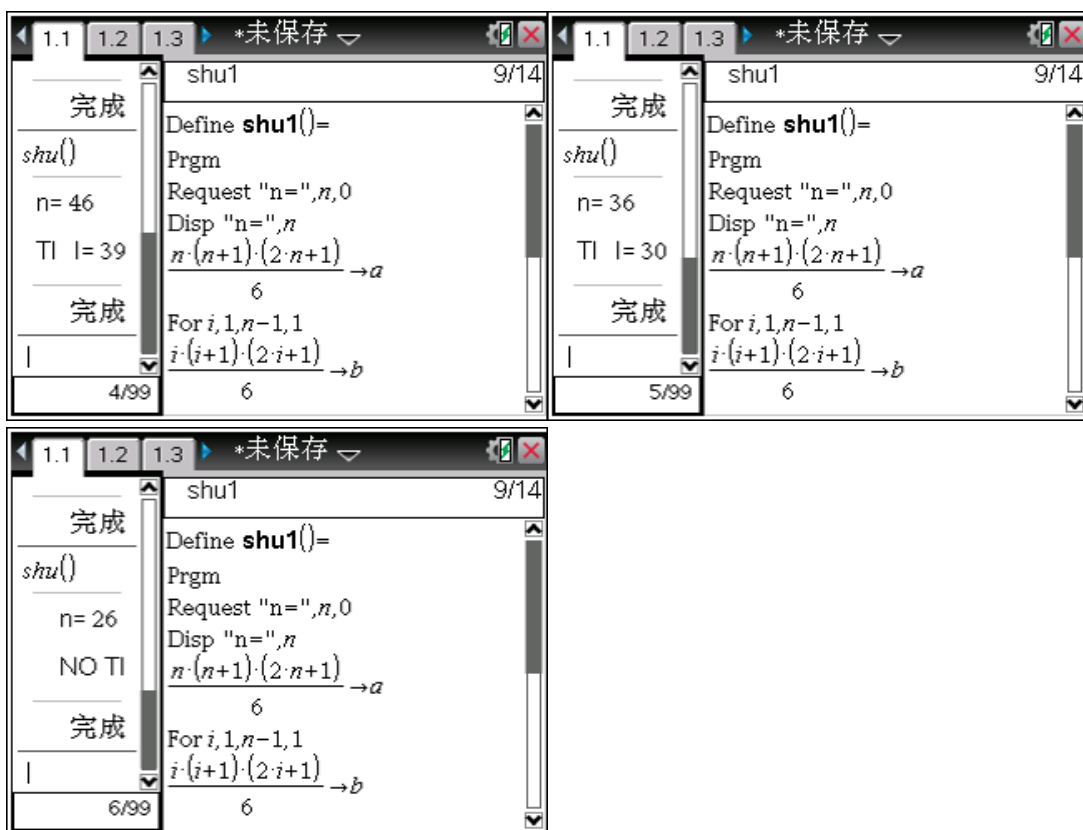 1.1 1.2 1.3 *未保存
完成
shu()
n= 46
TI I= 39
完成
4/99
shu1 9/14
Define shu1()=
Prgm
Request "n=",n,0
Disp "n=",n
n·(n+1)·(2·n+1)/6→a
For i,1,n−1,1
i·(i+1)·(2·i+1)/6→b
1.1 1.2 1.3 *未保存
完成
shu()
n= 36
TI I= 30
完成
5/99
shu1 9/14
Define shu1()=
Prgm
Request "n=",n,0
Disp "n=",n
n·(n+1)·(2·n+1)/6→a
For i,1,n−1,1
i·(i+1)·(2·i+1)/6→b
1.1 1.2 1.3 *未保存
完成
shu()
n= 26
NO TI
完成
6/99
shu1 9/14
Define shu1()=
Prgm
Request "n=",n,0
Disp "n=",n
n·(n+1)·(2·n+1)/6→a
For i,1,n−1,1
i·(i+1)·(2·i+1)/6→b